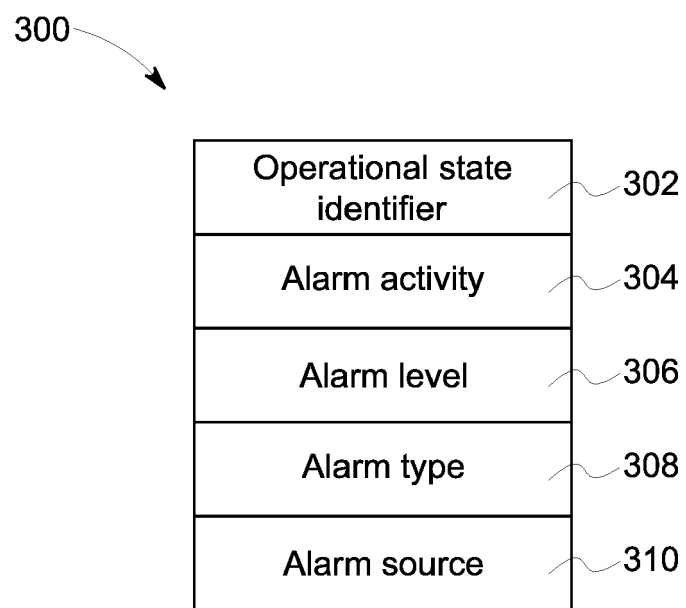 300
Operational state
identifier
302
Alarm activity
304
Alarm level
306
Alarm type
308
Alarm source
310